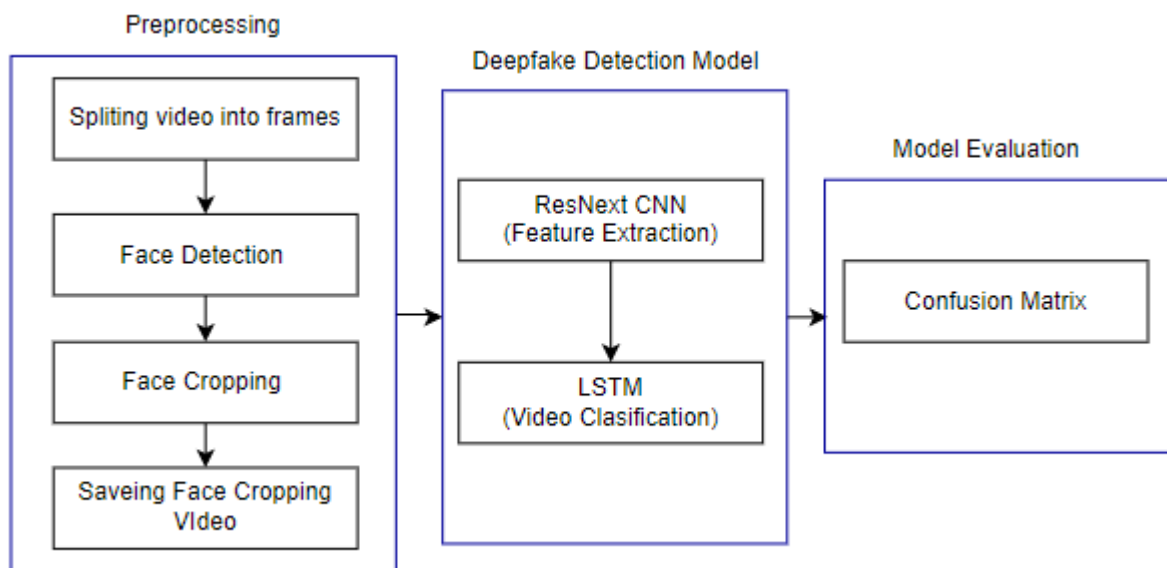 Preprocessing
Spliting video into frames
Face Detection
Face Cropping
Saveing Face Cropping
VIdeo
Deepfake Detection Model
ResNext CNN
(Feature Extraction)
LSTM
(Video Clasification)
Model Evaluation
Confusion Matrix